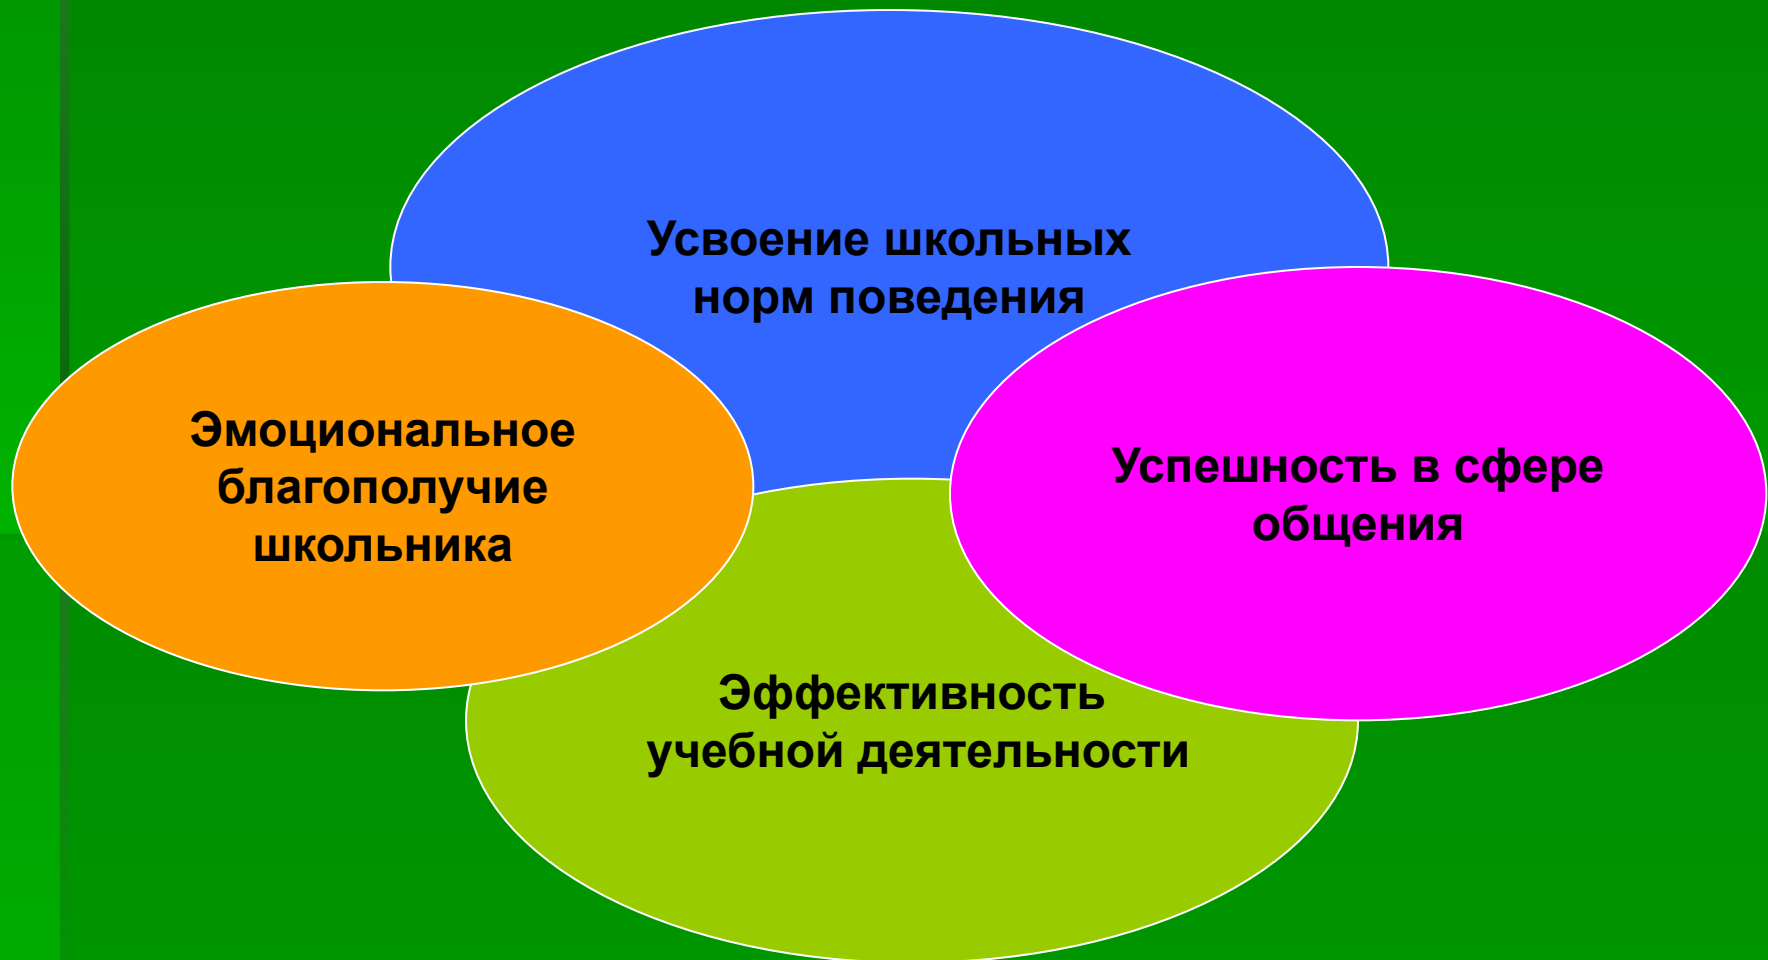 Усвоение школьных
норм поведения
Эмоциональное
благополучие
школьника
Успешность в сфере
общения
Эффективность
учебной деятельности